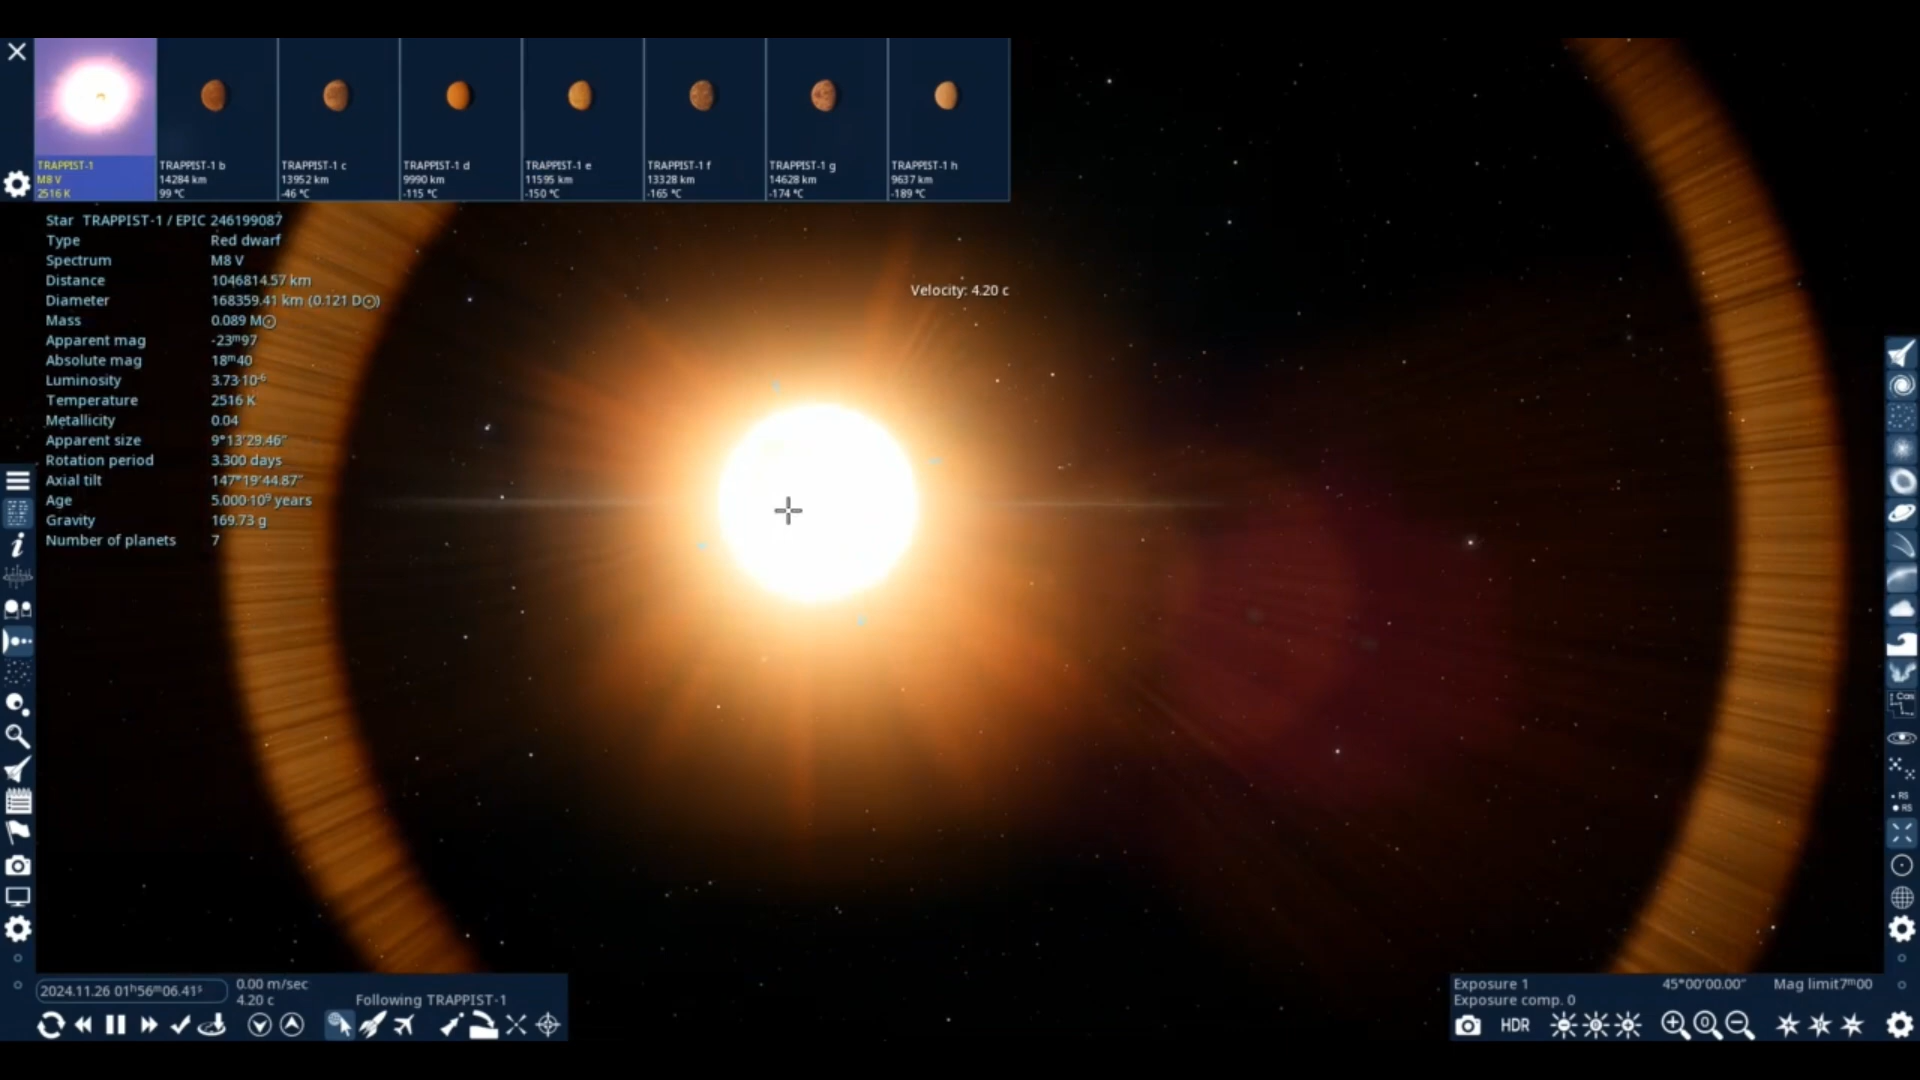 TRAPPIST-1
M8 V
2516 K
TRAPPIST-1 b
14284 km
99 °C
TRAPPIST-1 c
13952 km
-46 °C
TRAPPIST-1 d
9990 km
-115 °C
TRAPPIST-1 e
11595 km
-150 °C
TRAPPIST-1 f
13328 km
-165 °C
TRAPPIST-1 g
14628 km
-174 °C
TRAPPIST-1 h
9637 km
-189 °C
Star TRAPPIST-1 / EPIC 246199087
Type Red dwarf
Spectrum M8 V
Distance 1046814.57 km
Diameter 168359.41 km (0.121 D☉)
Mass 0.089 M☉
Apparent mag -23ᵐ97
Absolute mag 18ᵐ40
Luminosity 3.73·10⁻⁶
Temperature 2516 K
Metallicity 0.04
Apparent size 9°13'29.46"
Rotation period 3.300 days
Axial tilt 147°19'44.87"
Age 5.000·10⁹ years
Gravity 169.73 g
Number of planets 7
Velocity: 4.20 c
Cas
RS
RS
2024.11.26 01ʰ56ᵐ06.41ˢ
0.00 m/sec
4.20 c
Following TRAPPIST-1
Exposure 1
45°00'00.00"
Mag limit7ᵐ00
Exposure comp. 0
HDR
0